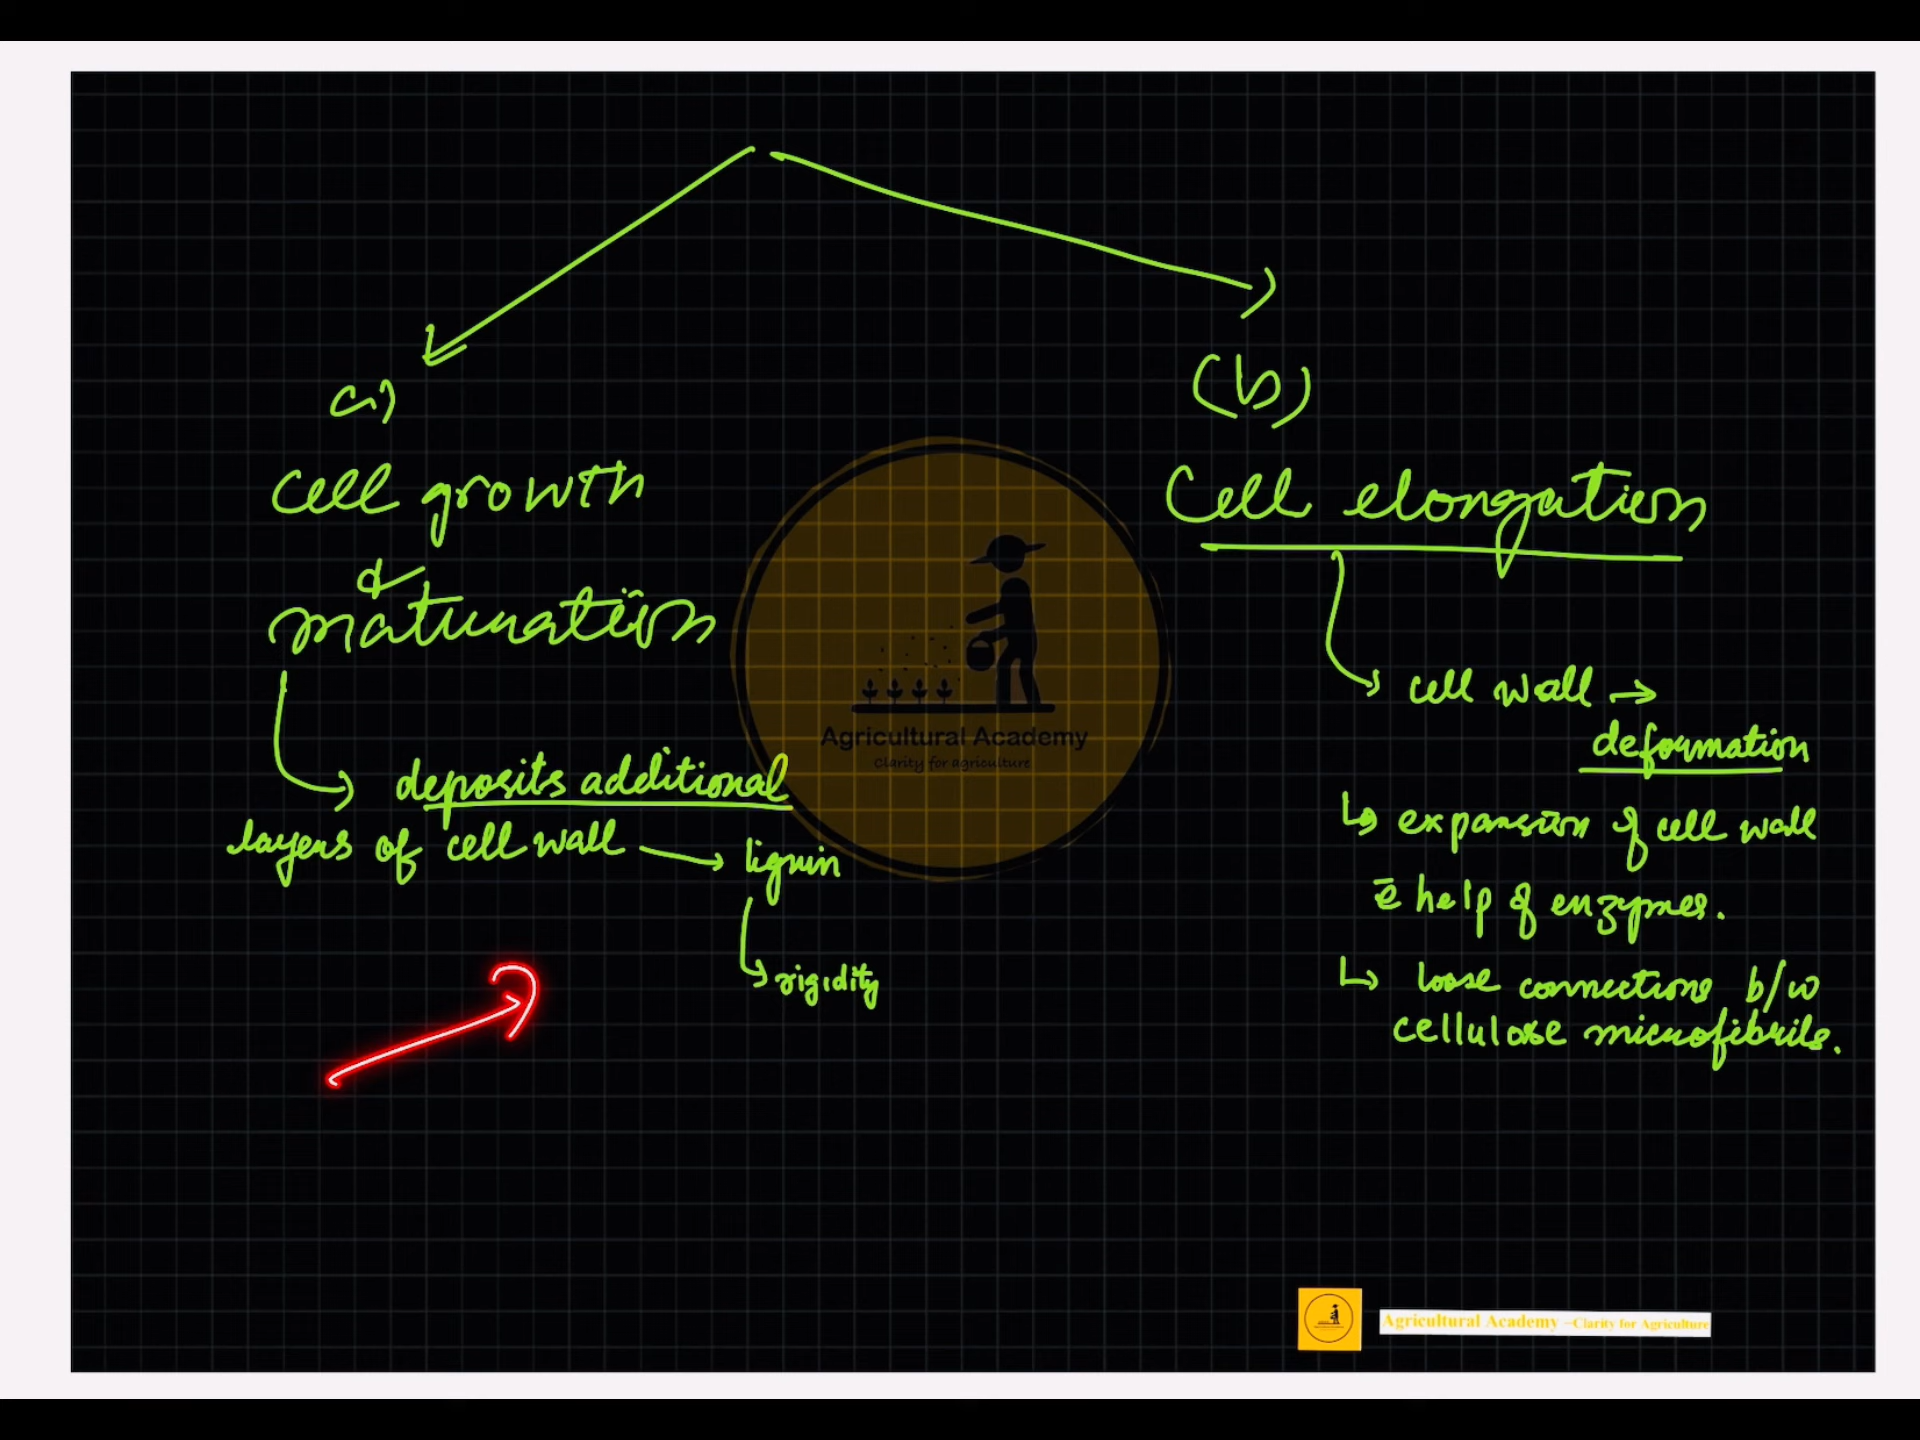 a)
Cell growth
&
maturation
deposits additional
layers of cell wall → lignin
↳ rigidity
(b)
Cell elongation
cell wall →
deformation
↳ expansion of cell wall
c̄ help of enzymes.
↳ loose connections b/w
cellulose microfibrils.
Agricultural Academy
Clarity for agriculture
Agricultural Academy –Clarity for Agriculture